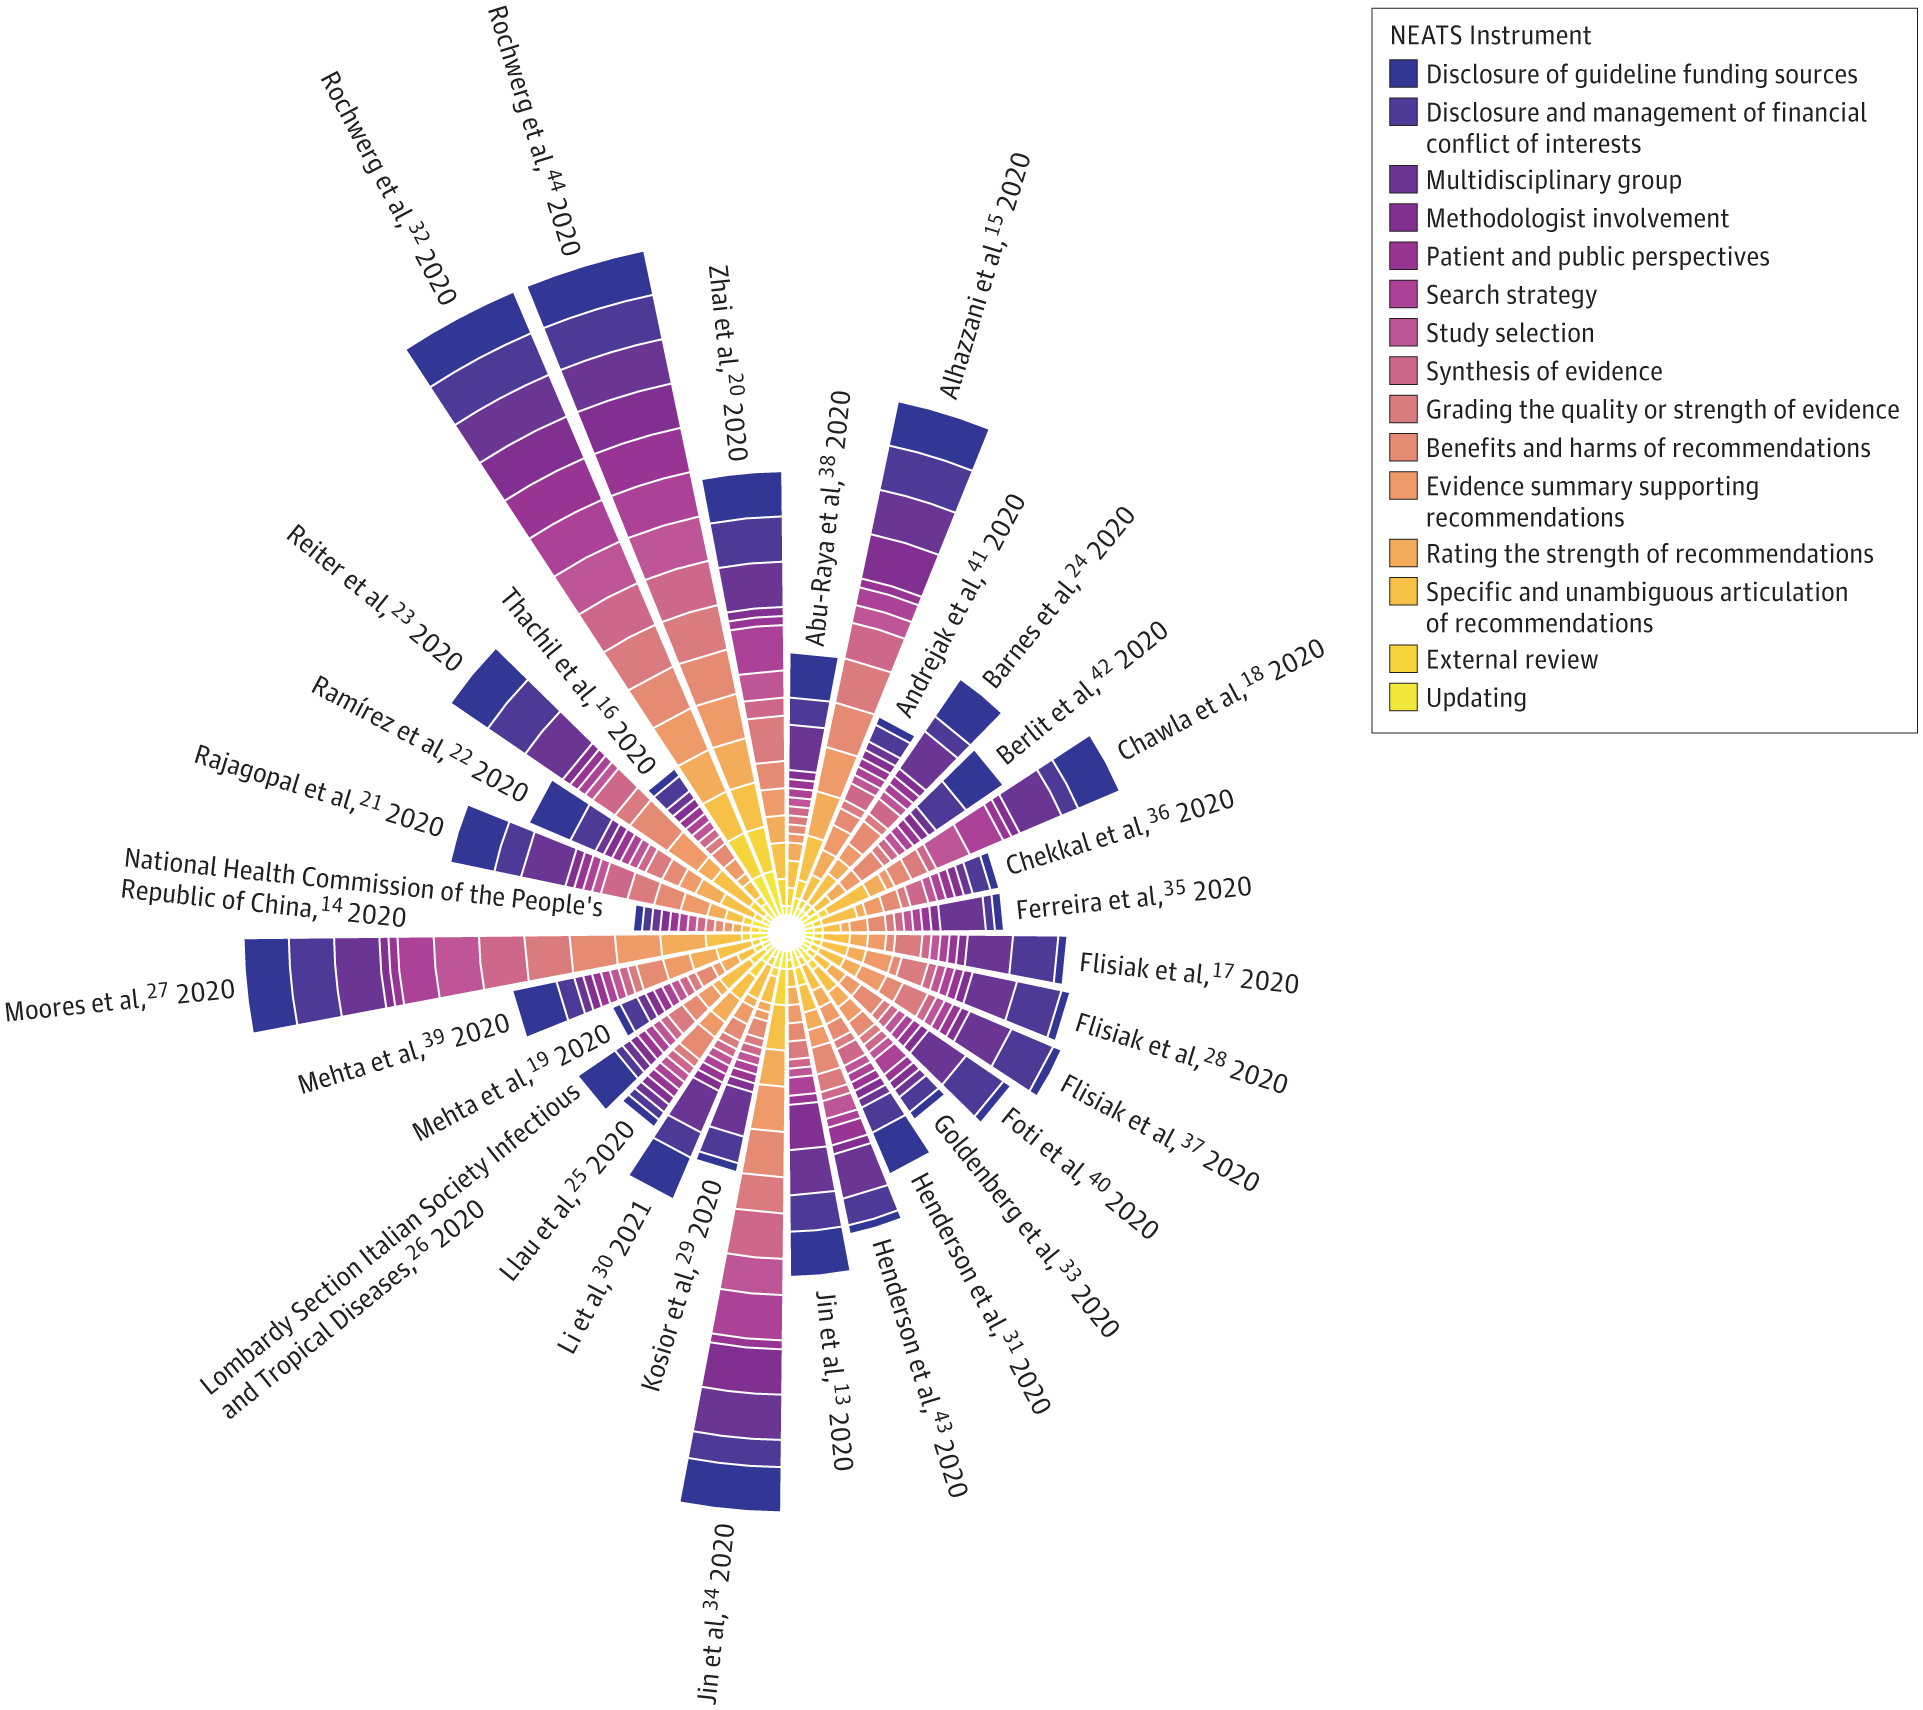 NEATS Instrument
Disclosure of guideline funding sources
Disclosure and management of financial
conflict of interests
Multidisciplinary group
Methodologist involvement
Patient and public perspectives
Search strategy
Study selection
Synthesis of evidence
Grading the quality or strength of evidence
Benefits and harms of recommendations
Evidence summary supporting
recommendations
Rating the strength of recommendations
Specific and unambiguous articulation
of recommendations
External review
Updating
Abu-Raya et al,38 2020
Alhazzani et al,15 2020
Andrejak et al,41 2020
Barnes et al,24 2020
Berlit et al,42 2020
Chawla et al,18 2020
Chekkal et al,36 2020
Ferreira et al,35 2020
Flisiak et al,17 2020
Flisiak et al,28 2020
Flisiak et al,37 2020
Foti et al,40 2020
Goldenberg et al,33 2020
Henderson et al,31 2020
Henderson et al,43 2020
Jin et al,13 2020
Jin et al,34 2020
Kosior et al,29 2020
Li et al,30 2021
Llau et al,25 2020
Lombardy Section Italian Society Infectious
and Tropical Diseases,26 2020
Mehta et al,19 2020
Mehta et al,39 2020
Moores et al,27 2020
National Health Commission of the People's
Republic of China,14 2020
Rajagopal et al,21 2020
Ramírez et al,22 2020
Reiter et al,23 2020
Thachil et al,16 2020
Rochwerg et al,32 2020
Rochwerg et al,44 2020
Zhai et al,20 2020